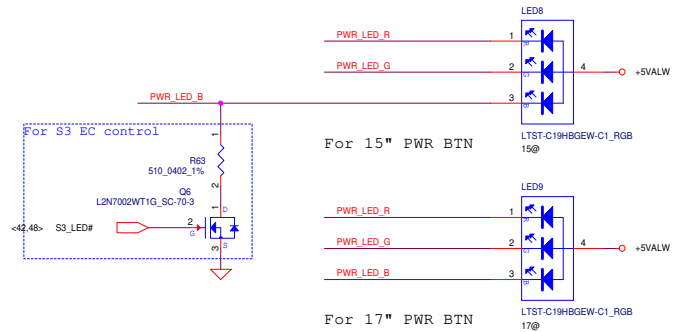 LED8
PWR_LED_R 1 R
PWR_LED_G 2 G 4 +5VALW
PWR_LED_B 3 B
LTST-C19HBGEW-C1_RGB
15@
For 15" PWR BTN
For S3 EC control
1
R63
510_0402_1%
2
Q6
L2N7002WT1G_SC-70-3
1 D
<42,48> S3_LED# 2 G
3 S
LED9
PWR_LED_R 1 R
PWR_LED_G 2 G 4 +5VALW
PWR_LED_B 3 B
LTST-C19HBGEW-C1_RGB
17@
For 17" PWR BTN